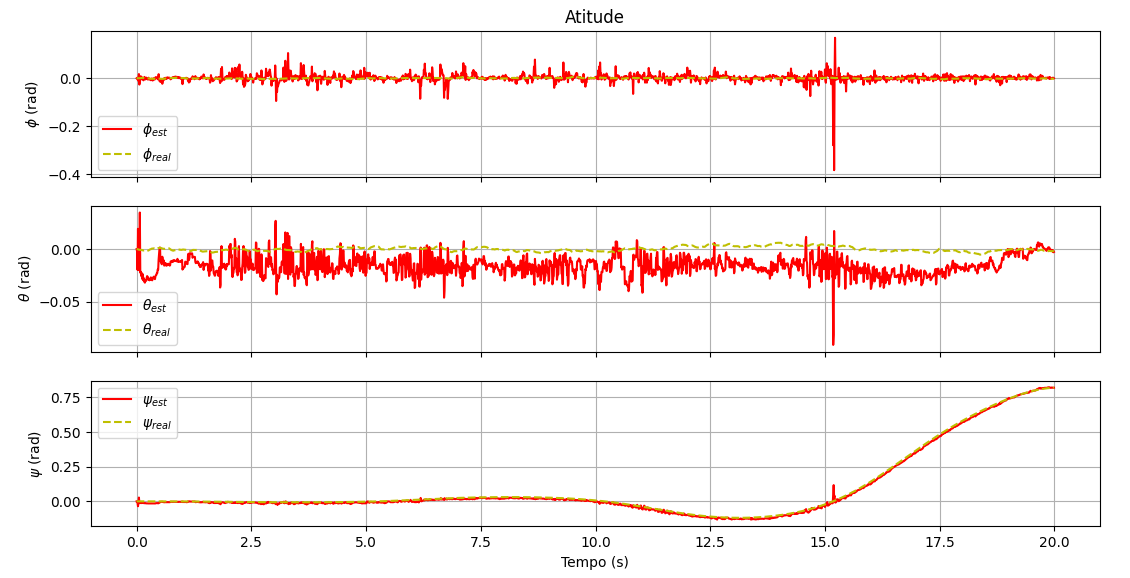 Atitude
ϕ (rad)
0.0
−0.2
−0.4
ϕest
ϕreal
θ (rad)
0.00
−0.05
θest
θreal
ψ (rad)
0.75
0.50
0.25
0.00
ψest
ψreal
0.0 2.5 5.0 7.5 10.0 12.5 15.0 17.5 20.0
Tempo (s)